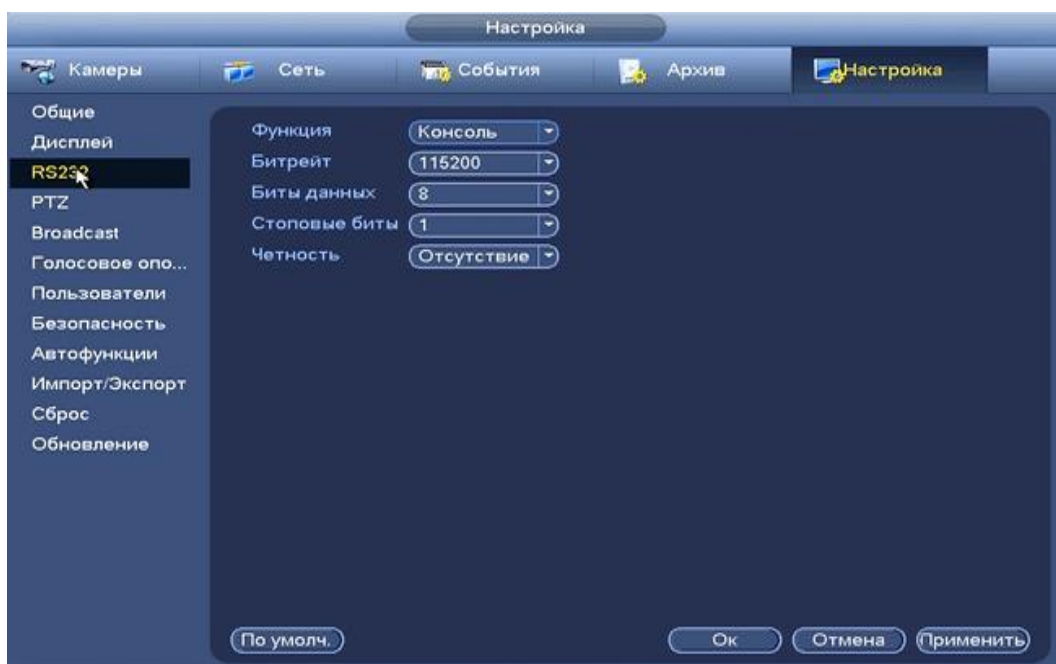 Настройка
Камеры Сеть События Архив Настройка
Общие
Дисплей
RS232
PTZ
Broadcast
Голосовое опо...
Пользователи
Безопасность
Автофункции
Импорт/Экспорт
Сброс
Обновление
Функция Консоль
Битрейт 115200
Биты данных 8
Стоповые биты 1
Четность Отсутствие
По умолч. Ок Отмена Применить